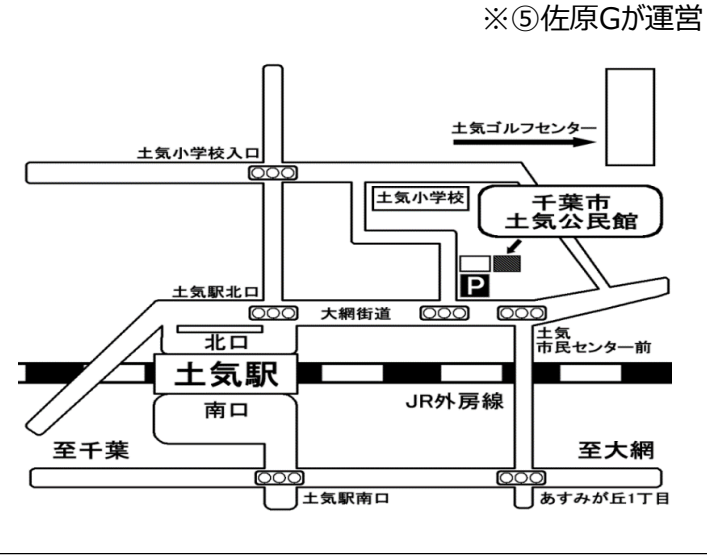 ※⑤佐原Gが運営
土気ゴルフセンター
土気小学校入口
土気小学校
千葉市
土気公民館
P
土気駅北口
大網街道
土気
市民センター前
北口
土気駅
南口
JR外房線
至千葉
至大網
土気駅南口
あすみが丘1丁目